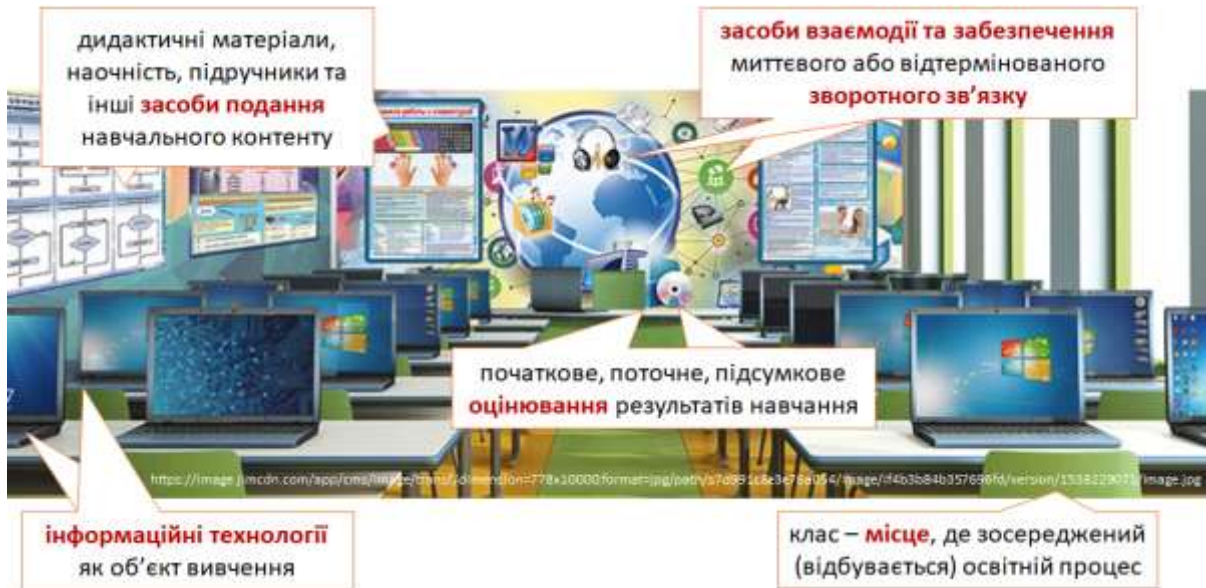 дидактичні матеріали,
наочність, підручники та
інші засоби подання
навчального контенту
засоби взаємодії та забезпечення
миттєвого або відтермінованого
зворотного зв’язку
початкове, поточне, підсумкове
оцінювання результатів навчання
інформаційні технології
як об’єкт вивчення
клас – місце, де зосереджений
(відбувається) освітній процес